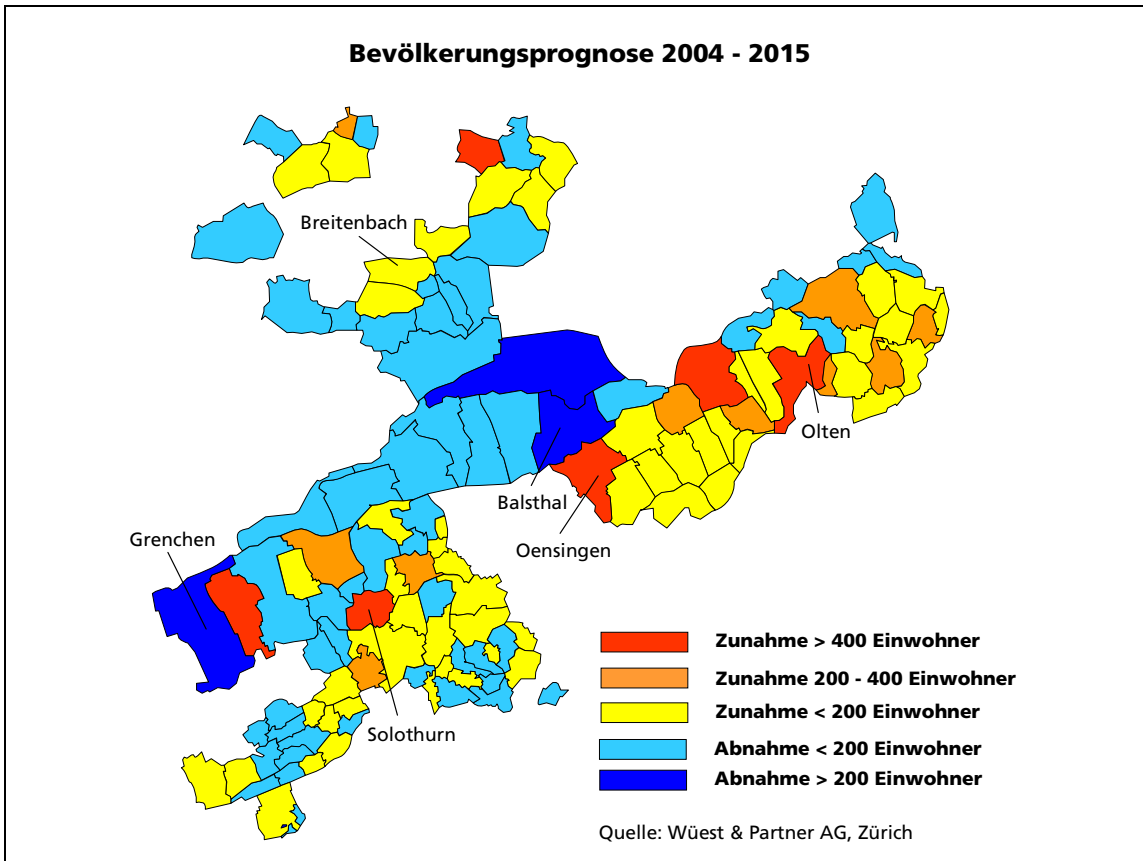 Bevölkerungsprognose 2004 - 2015
Breitenbach
Olten
Balsthal
Oensingen
Grenchen
Solothurn
Zunahme > 400 Einwohner
Zunahme 200 - 400 Einwohner
Zunahme < 200 Einwohner
Abnahme < 200 Einwohner
Abnahme > 200 Einwohner
Quelle: Wüest & Partner AG, Zürich